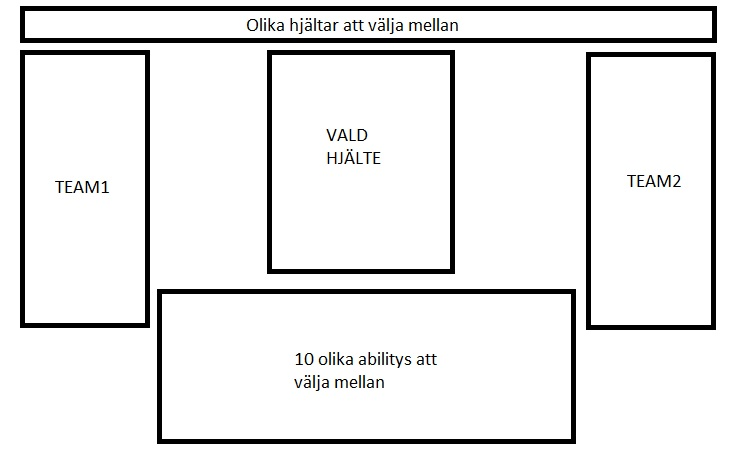 Olika hjältar att välja mellan
TEAM1
VALD
HJÄLTE
TEAM2
10 olika abilitys att
välja mellan